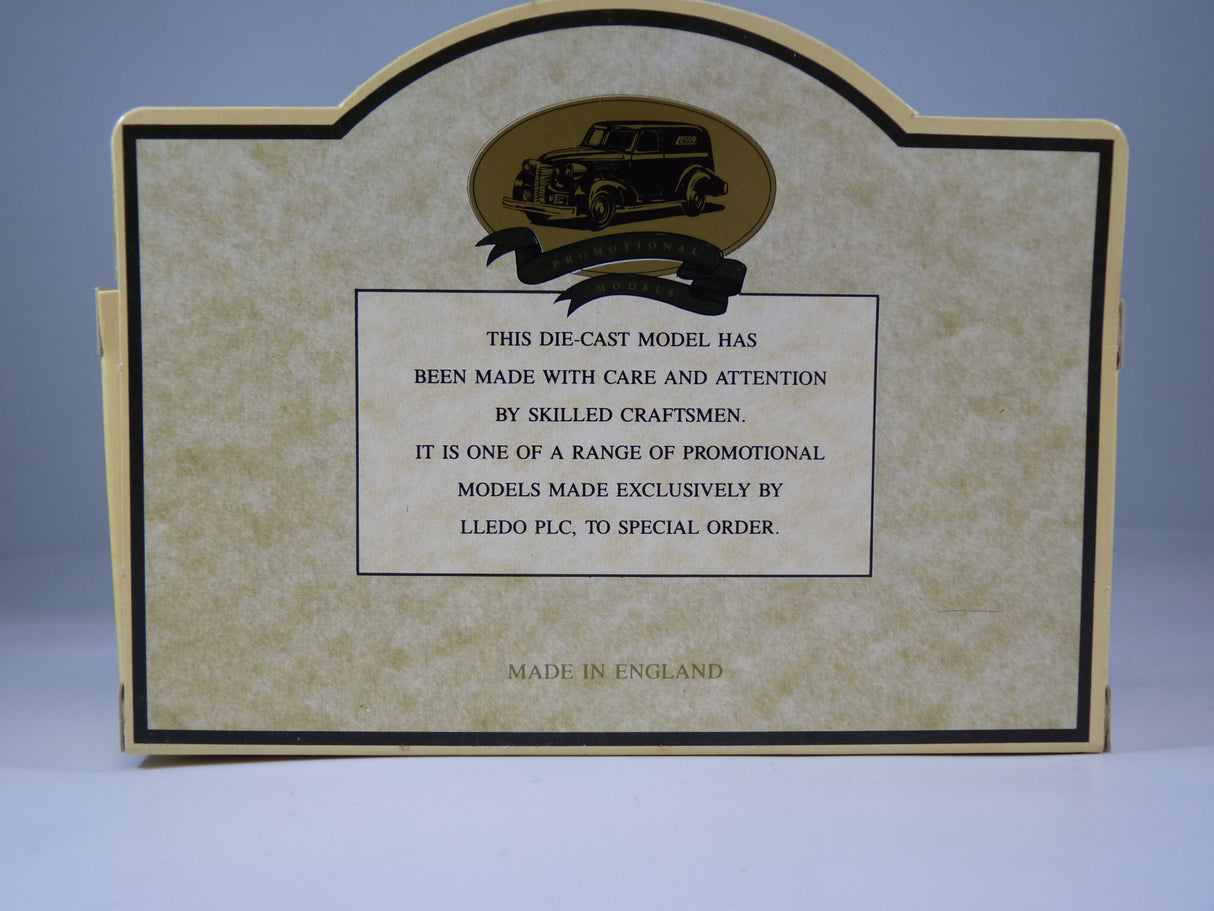 PROMOTIONAL
MODELS
THIS DIE-CAST MODEL HAS
BEEN MADE WITH CARE AND ATTENTION
BY SKILLED CRAFTSMEN.
IT IS ONE OF A RANGE OF PROMOTIONAL
MODELS MADE EXCLUSIVELY BY
LLEDO PLC, TO SPECIAL ORDER.
MADE IN ENGLAND